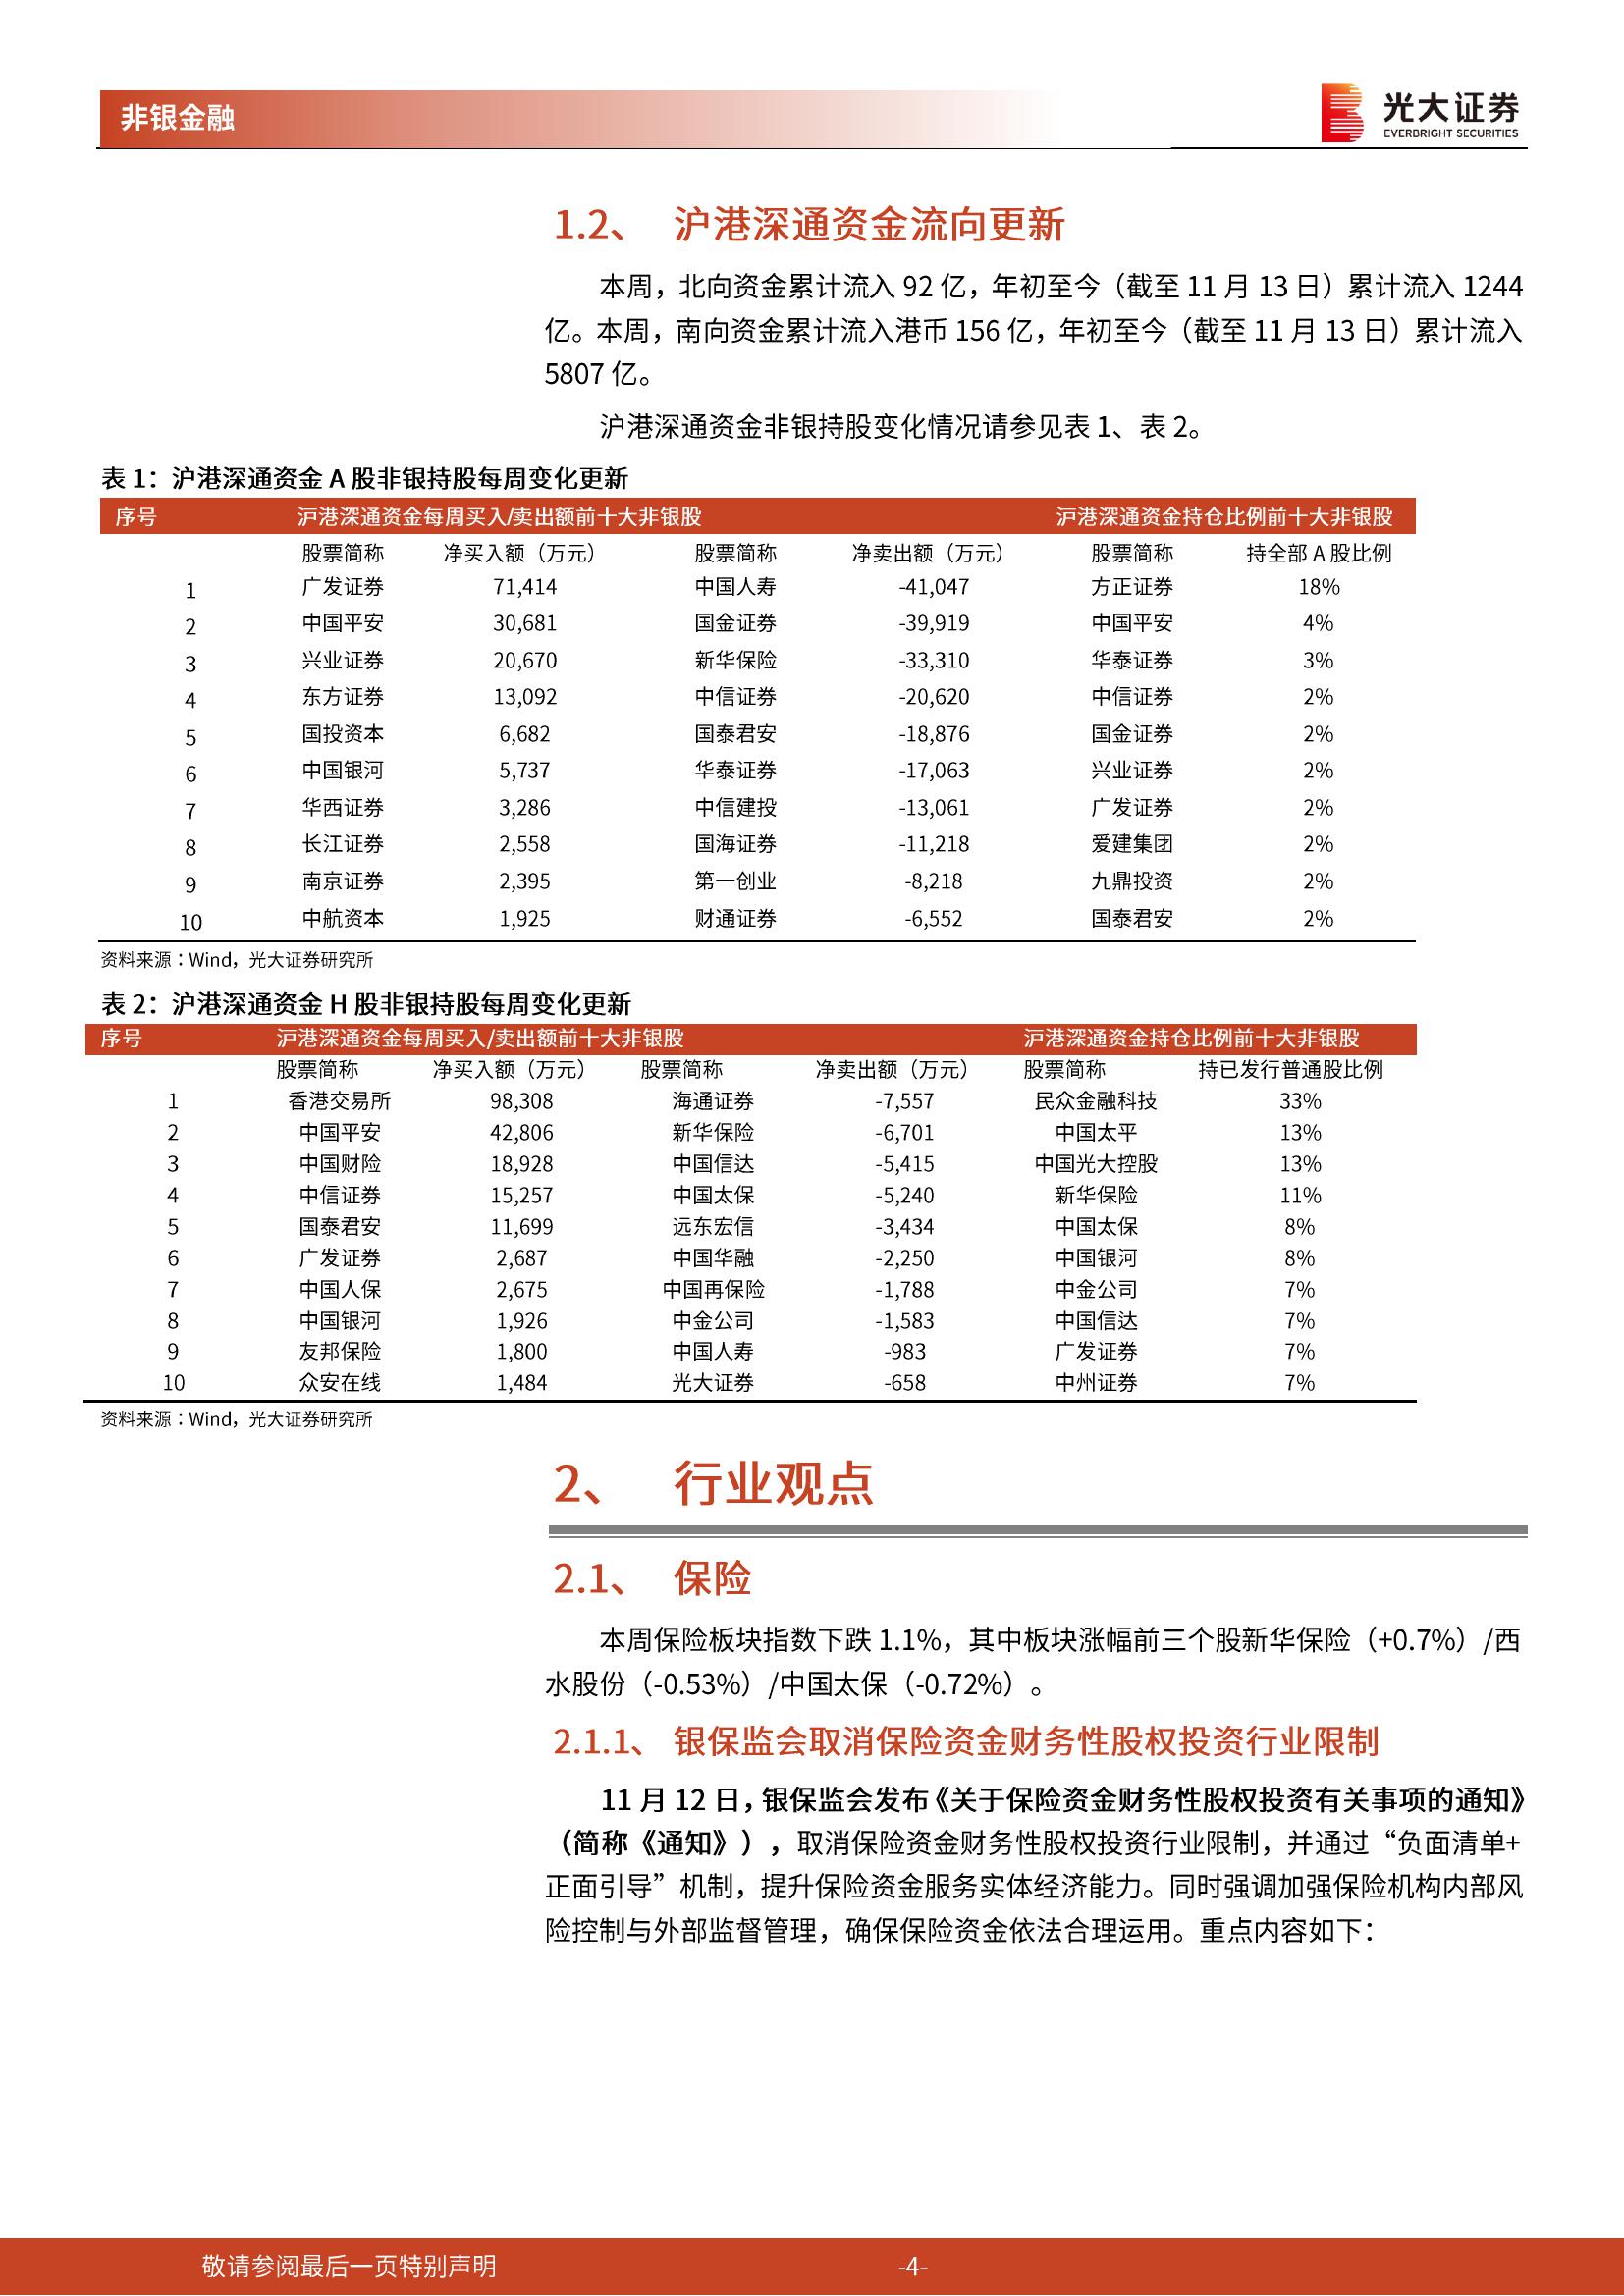 非银金融
光大证券
EVERBRIGHT SECURITIES
1.2、 沪港深通资金流向更新
本周，北向资金累计流入 92 亿，年初至今（截至 11 月 13 日）累计流入 1244
亿。本周，南向资金累计流入港币 156 亿，年初至今（截至 11 月 13 日）累计流入
5807 亿。
沪港深通资金非银持股变化情况请参见表 1、表 2。
表 1：沪港深通资金 A 股非银持股每周变化更新
序号 沪港深通资金每周买入/卖出额前十大非银股 沪港深通资金持仓比例前十大非银股
股票简称 净买入额（万元） 股票简称 净卖出额（万元） 股票简称 持全部 A 股比例
1 广发证券 71,414 中国人寿 -41,047 方正证券 18%
2 中国平安 30,681 国金证券 -39,919 中国平安 4%
3 兴业证券 20,670 新华保险 -33,310 华泰证券 3%
4 东方证券 13,092 中信证券 -20,620 中信证券 2%
5 国投资本 6,682 国泰君安 -18,876 国金证券 2%
6 中国银河 5,737 华泰证券 -17,063 兴业证券 2%
7 华西证券 3,286 中信建投 -13,061 广发证券 2%
8 长江证券 2,558 国海证券 -11,218 爱建集团 2%
9 南京证券 2,395 第一创业 -8,218 九鼎投资 2%
10 中航资本 1,925 财通证券 -6,552 国泰君安 2%
资料来源：Wind，光大证券研究所
表 2：沪港深通资金 H 股非银持股每周变化更新
序号 沪港深通资金每周买入/卖出额前十大非银股 沪港深通资金持仓比例前十大非银股
股票简称 净买入额（万元） 股票简称 净卖出额（万元） 股票简称 持已发行普通股比例
1 香港交易所 98,308 海通证券 -7,557 民众金融科技 33%
2 中国平安 42,806 新华保险 -6,701 中国太平 13%
3 中国财险 18,928 中国信达 -5,415 中国光大控股 13%
4 中信证券 15,257 中国太保 -5,240 新华保险 11%
5 国泰君安 11,699 远东宏信 -3,434 中国太保 8%
6 广发证券 2,687 中国华融 -2,250 中国银河 8%
7 中国人保 2,675 中国再保险 -1,788 中金公司 7%
8 中国银河 1,926 中金公司 -1,583 中国信达 7%
9 友邦保险 1,800 中国人寿 -983 广发证券 7%
10 众安在线 1,484 光大证券 -658 中州证券 7%
资料来源：Wind，光大证券研究所
2、 行业观点
2.1、 保险
本周保险板块指数下跌 1.1%，其中板块涨幅前三个股新华保险（+0.7%）/西
水股份（-0.53%）/中国太保（-0.72%）。
2.1.1、 银保监会取消保险资金财务性股权投资行业限制
11 月 12 日，银保监会发布《关于保险资金财务性股权投资有关事项的通知》
（简称《通知》），取消保险资金财务性股权投资行业限制，并通过“负面清单+
正面引导”机制，提升保险资金服务实体经济能力。同时强调加强保险机构内部风
险控制与外部监督管理，确保保险资金依法合理运用。重点内容如下：
敬请参阅最后一页特别声明 -4-